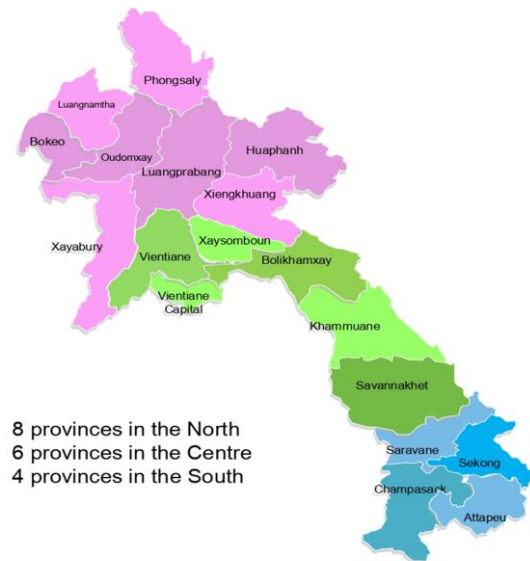 Phongsaly
Luangnamtha
Bokeo
Oudomxay
Huaphanh
Luangprabang
Xiengkhuang
Xayabury
Xaysomboun
Vientiane
Bolikhamxay
Vientiane
Capital
Khammuane
Savannakhet
8 provinces in the North
6 provinces in the Centre
4 provinces in the South
Saravane
Sekong
Champasack
Attapeu